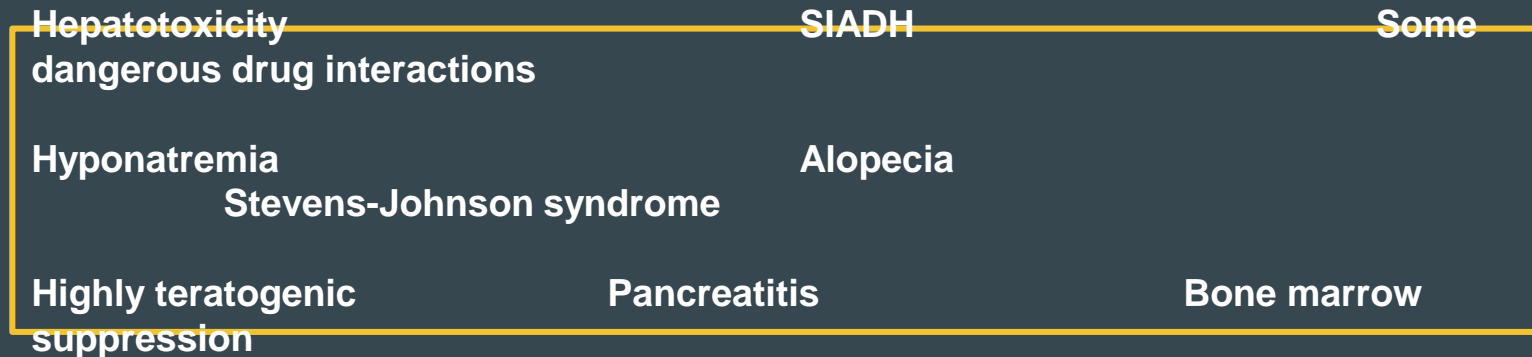 Hepatotoxicity SIADH Some
dangerous drug interactions
Hyponatremia Alopecia
Stevens-Johnson syndrome
Highly teratogenic Pancreatitis Bone marrow
suppression